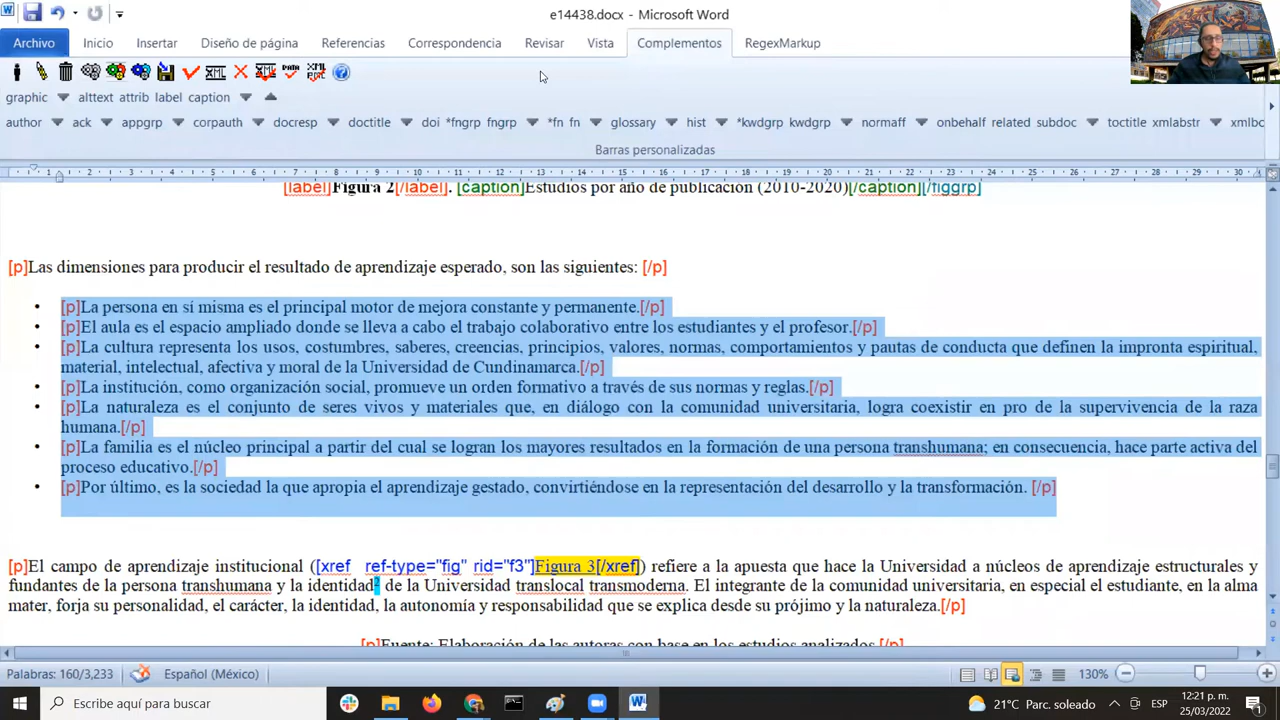 e14438.docx - Microsoft Word
Archivo Inicio Insertar Diseño de página Referencias Correspondencia Revisar Vista Complementos RegexMarkup
graphic alttext attrib label caption
author ack appgrp corpauth docresp doctitle doi *fngrp fngrp *fn fn glossary hist *kwdgrp kwdgrp normaff onbehalf related subdoc toctitle xmlabstr xmlbc
Barras personalizadas
[label]Figura 2[/label]. [caption]Estudios por año de publicación (2010-2020)[/caption][/figgrp]
[p]Las dimensiones para producir el resultado de aprendizaje esperado, son las siguientes: [/p]
• [p]La persona en sí misma es el principal motor de mejora constante y permanente.[/p]
• [p]El aula es el espacio ampliado donde se lleva a cabo el trabajo colaborativo entre los estudiantes y el profesor.[/p]
• [p]La cultura representa los usos, costumbres, saberes, creencias, principios, valores, normas, comportamientos y pautas de conducta que definen la impronta espiritual,
material, intelectual, afectiva y moral de la Universidad de Cundinamarca.[/p]
• [p]La institución, como organización social, promueve un orden formativo a través de sus normas y reglas.[/p]
• [p]La naturaleza es el conjunto de seres vivos y materiales que, en diálogo con la comunidad universitaria, logra coexistir en pro de la supervivencia de la raza
humana.[/p]
• [p]La familia es el núcleo principal a partir del cual se logran los mayores resultados en la formación de una persona transhumana; en consecuencia, hace parte activa del
proceso educativo.[/p]
• [p]Por último, es la sociedad la que apropia el aprendizaje gestado, convirtiéndose en la representación del desarrollo y la transformación. [/p]
[p]El campo de aprendizaje institucional ([xref ref-type="fig" rid="f3"]Figura 3[/xref]) refiere a la apuesta que hace la Universidad a núcleos de aprendizaje estructurales y
fundantes de la persona transhumana y la identidad de la Universidad translocal transmoderna. El integrante de la comunidad universitaria, en especial el estudiante, en la alma
mater, forja su personalidad, el carácter, la identidad, la autonomía y responsabilidad que se explica desde su prójimo y la naturaleza.[/p]
[p]Fuente: Elaboración de las autoras con base en los estudios analizados.[/p]
Palabras: 160/3,233 Español (México) 130%
Escribe aquí para buscar 21°C Parc. soleado ESP 12:21 p. m.
25/03/2022